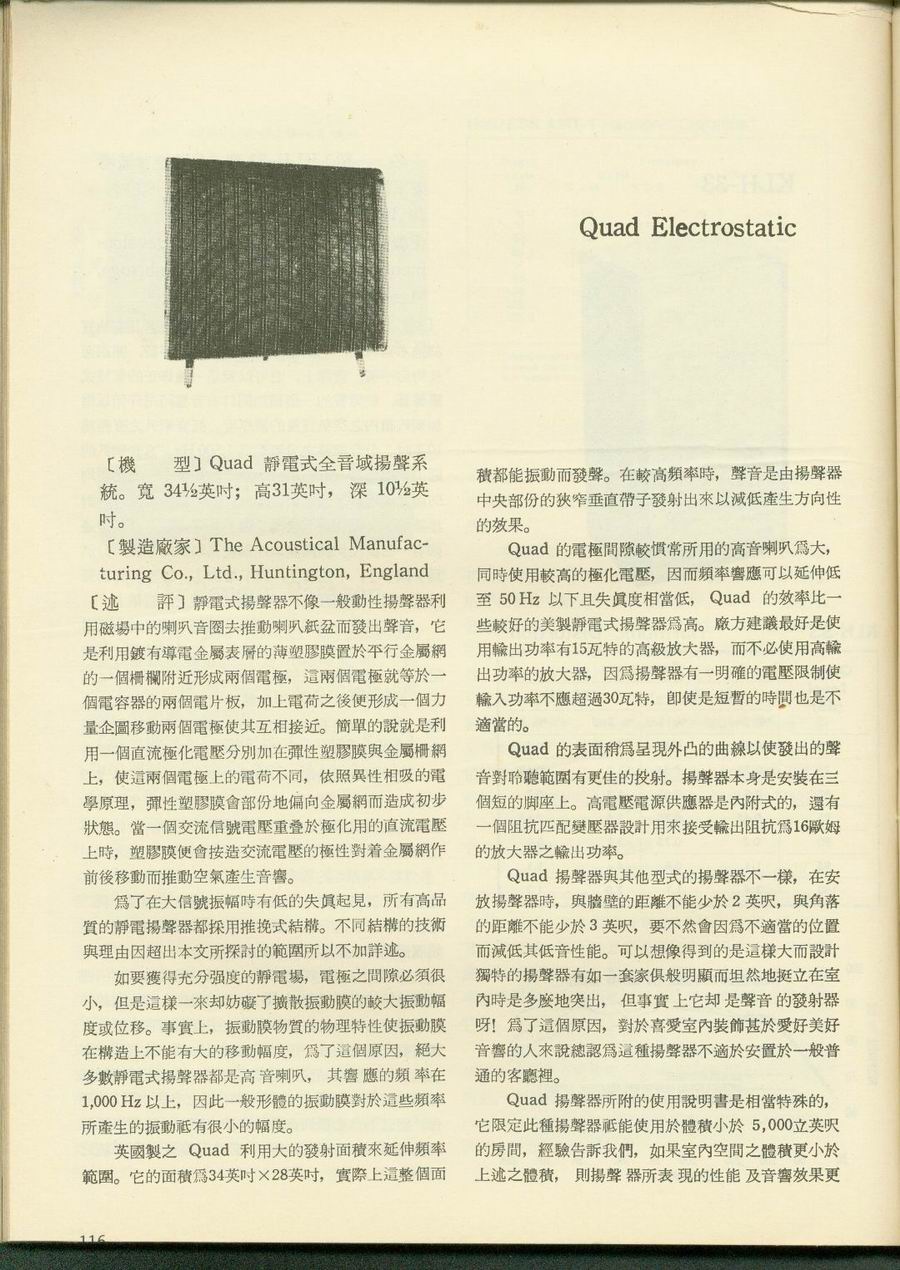 Quad Electrostatic
〔機　　型〕Quad 靜電式全音域揚聲系
統。寬 34½英吋；高31英吋，深 10½英
吋。
〔製造廠家〕The Acoustical Manufac-
turing Co., Ltd., Huntington, England
〔述　　評〕靜電式揚聲器不像一般動性揚聲器利
用磁場中的喇叭音圈去推動喇叭紙盆而發出聲音，它
是利用鍍有導電金屬表層的薄塑膠膜置於平行金屬網
的一個柵欄附近形成兩個電極，這兩個電極就等於一
個電容器的兩個電片板，加上電荷之後便形成一個力
量企圖移動兩個電極使其互相接近。簡單的說就是利
用一個直流極化電壓分別加在彈性塑膠膜與金屬柵網
上，使這兩個電極上的電荷不同，依照異性相吸的電
學原理，彈性塑膠膜會部份地偏向金屬網而造成初步
狀態。當一個交流信號電壓重叠於極化用的直流電壓
上時，塑膠膜便會按造交流電壓的極性對着金屬網作
前後移動而推動空氣產生音響。
爲了在大信號振幅時有低的失眞起見，所有高品
質的靜電揚聲器都採用推挽式結構。不同結構的技術
與理由因超出本文所探討的範圍所以不加詳述。
如要獲得充分强度的靜電場，電極之間隙必須很
小，但是這樣一來却妨礙了擴散振動膜的較大振動幅
度或位移。事實上，振動膜物質的物理特性使振動膜
在構造上不能有大的移動幅度，爲了這個原因，絕大
多數靜電式揚聲器都是高音喇叭，其響應的頻率在
1,000 Hz 以上，因此一般形體的振動膜對於這些頻率
所產生的振動祗有很小的幅度。
英國製之 Quad 利用大的發射面積來延伸頻率
範圍。它的面積爲34英吋×28英吋，實際上這整個面
積都能振動而發聲。在較高頻率時，聲音是由揚聲器
中央部份的狹窄垂直帶子發射出來以減低產生方向性
的效果。
Quad 的電極間隙較慣常所用的高音喇叭爲大，
同時使用較高的極化電壓，因而頻率響應可以延伸低
至 50 Hz 以下且失眞度相當低，Quad 的效率比一
些較好的美製靜電式揚聲器爲高。廠方建議最好是使
用輸出功率有15瓦特的高級放大器，而不必使用高輸
出功率的放大器，因爲揚聲器有一明確的電壓限制使
輸入功率不應超過30瓦特，卽使是短暫的時間也是不
適當的。
Quad 的表面稍爲呈現外凸的曲線以使發出的聲
音對聆聽範圍有更佳的投射。揚聲器本身是安裝在三
個短的脚座上。高電壓電源供應器是內附式的，還有
一個阻抗匹配變壓器設計用來接受輸出阻抗爲16歐姆
的放大器之輸出功率。
Quad 揚聲器與其他型式的揚聲器不一樣，在安
放揚聲器時，與牆壁的距離不能少於 2 英呎，與角落
的距離不能少於 3 英呎，要不然會因爲不適當的位置
而減低其低音性能。可以想像得到的是這樣大而設計
獨特的揚聲器有如一套家俱般明顯而坦然地挺立在室
內時是多麼地突出，但事實上它却是聲音的發射器
呀！爲了這個原因，對於喜愛室內裝飾甚於愛好美好
音響的人來說總認爲這種揚聲器不適於安置於一般普
通的客廳裡。
Quad 揚聲器所附的使用說明書是相當特殊的，
它限定此種揚聲器祗能使用於體積小於 5,000立英呎
的房間，經驗告訴我們，如果室內空間之體積更小於
上述之體積，則揚聲器所表現的性能及音響效果更
116